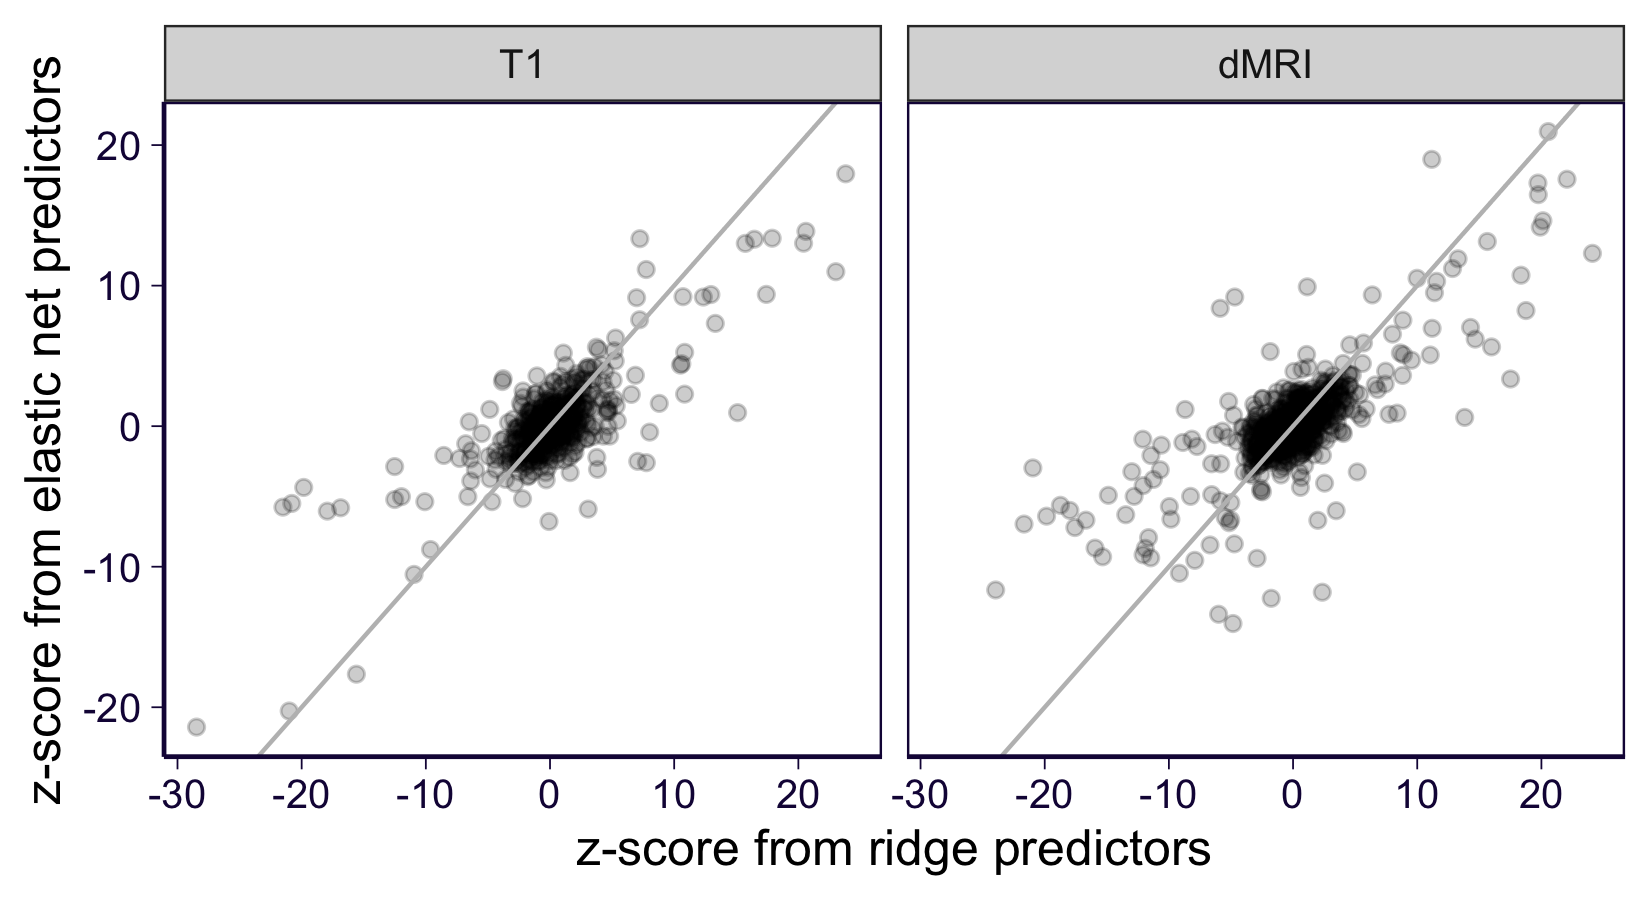 T1
dMRI
z-score from elastic net predictors
20
10
0
-10
-20
-30 -20 -10 0 10 20
-30 -20 -10 0 10 20
z-score from ridge predictors